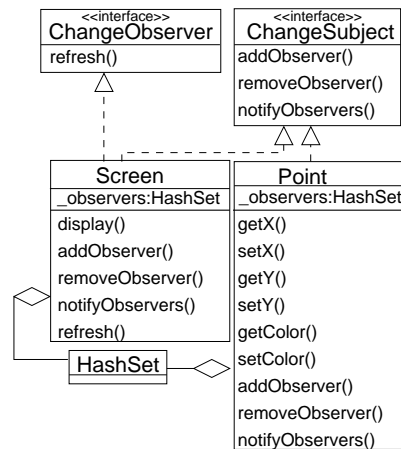 <<interface>>
ChangeObserver
refresh()
<<interface>>
ChangeSubject
addObserver()
removeObserver()
notifyObservers()
Screen
_observers:HashSet
display()
addObserver()
removeObserver()
notifyObservers()
refresh()
Point
_observers:HashSet
getX()
setX()
getY()
setY()
getColor()
setColor()
addObserver()
removeObserver()
notifyObservers()
HashSet